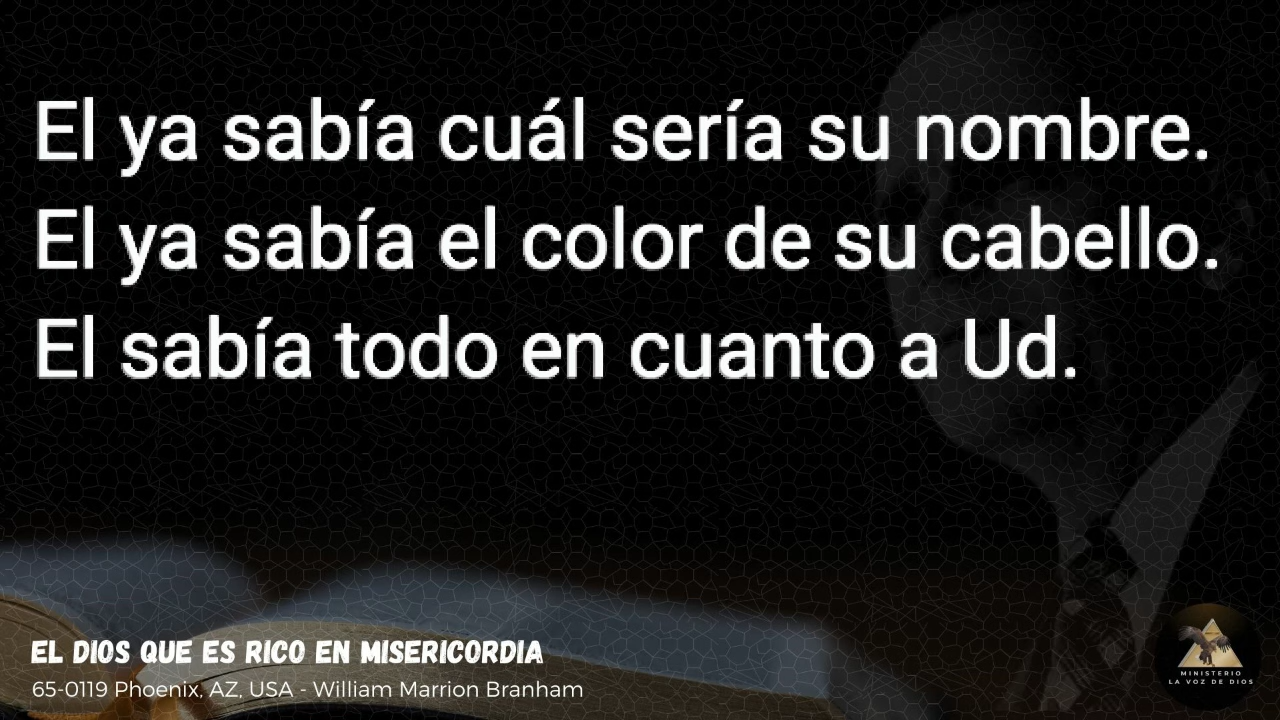 El ya sabía cuál sería su nombre.
El ya sabía el color de su cabello.
El sabía todo en cuanto a Ud.
EL DIOS QUE ES RICO EN MISERICORDIA
65-0119 Phoenix, AZ, USA - William Marrion Branham
MINISTERIO
LA VOZ DE DIOS